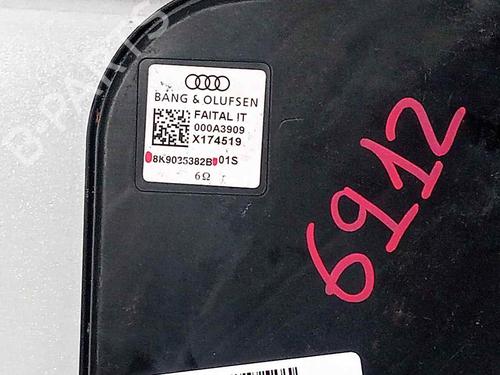 BANG & OLUFSEN
FAITAL IT
000A3909
X174519
8K9035382B 01S
6Ω
6912